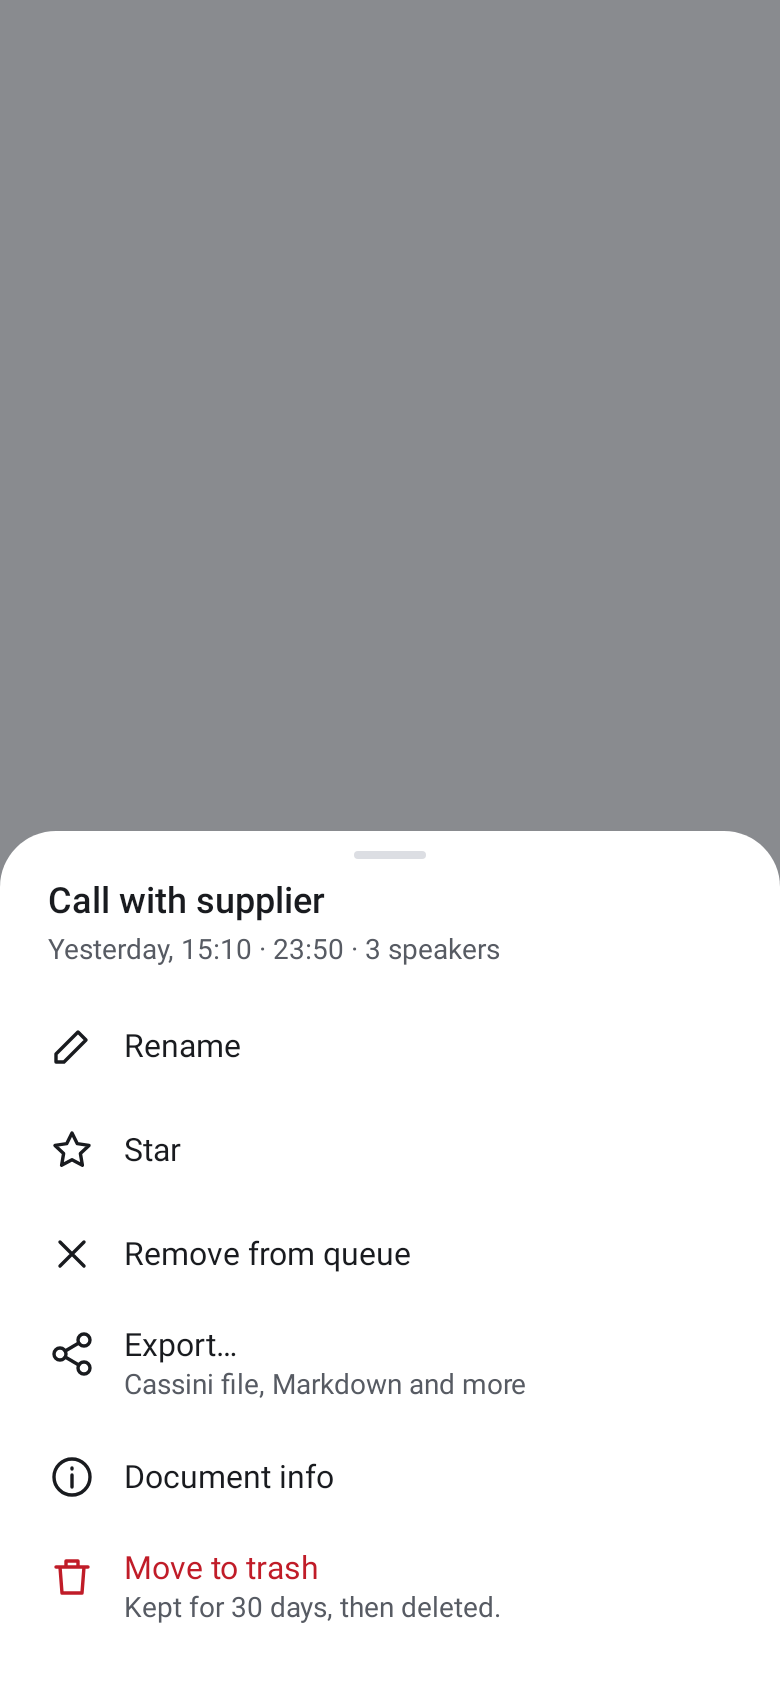 Call with supplier
Yesterday, 15:10 · 23:50 · 3 speakers
Rename
Star
Remove from queue
Export…
Cassini file, Markdown and more
Document info
Move to trash
Kept for 30 days, then deleted.